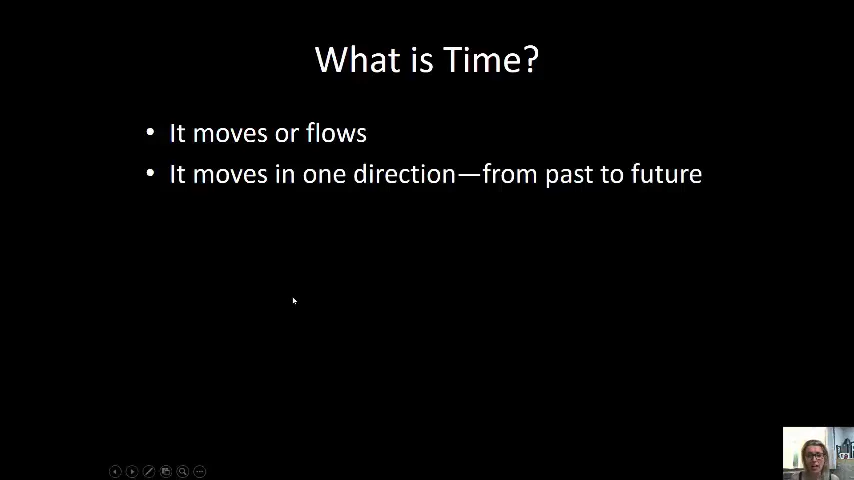 What is Time?
• It moves or flows
• It moves in one direction—from past to future